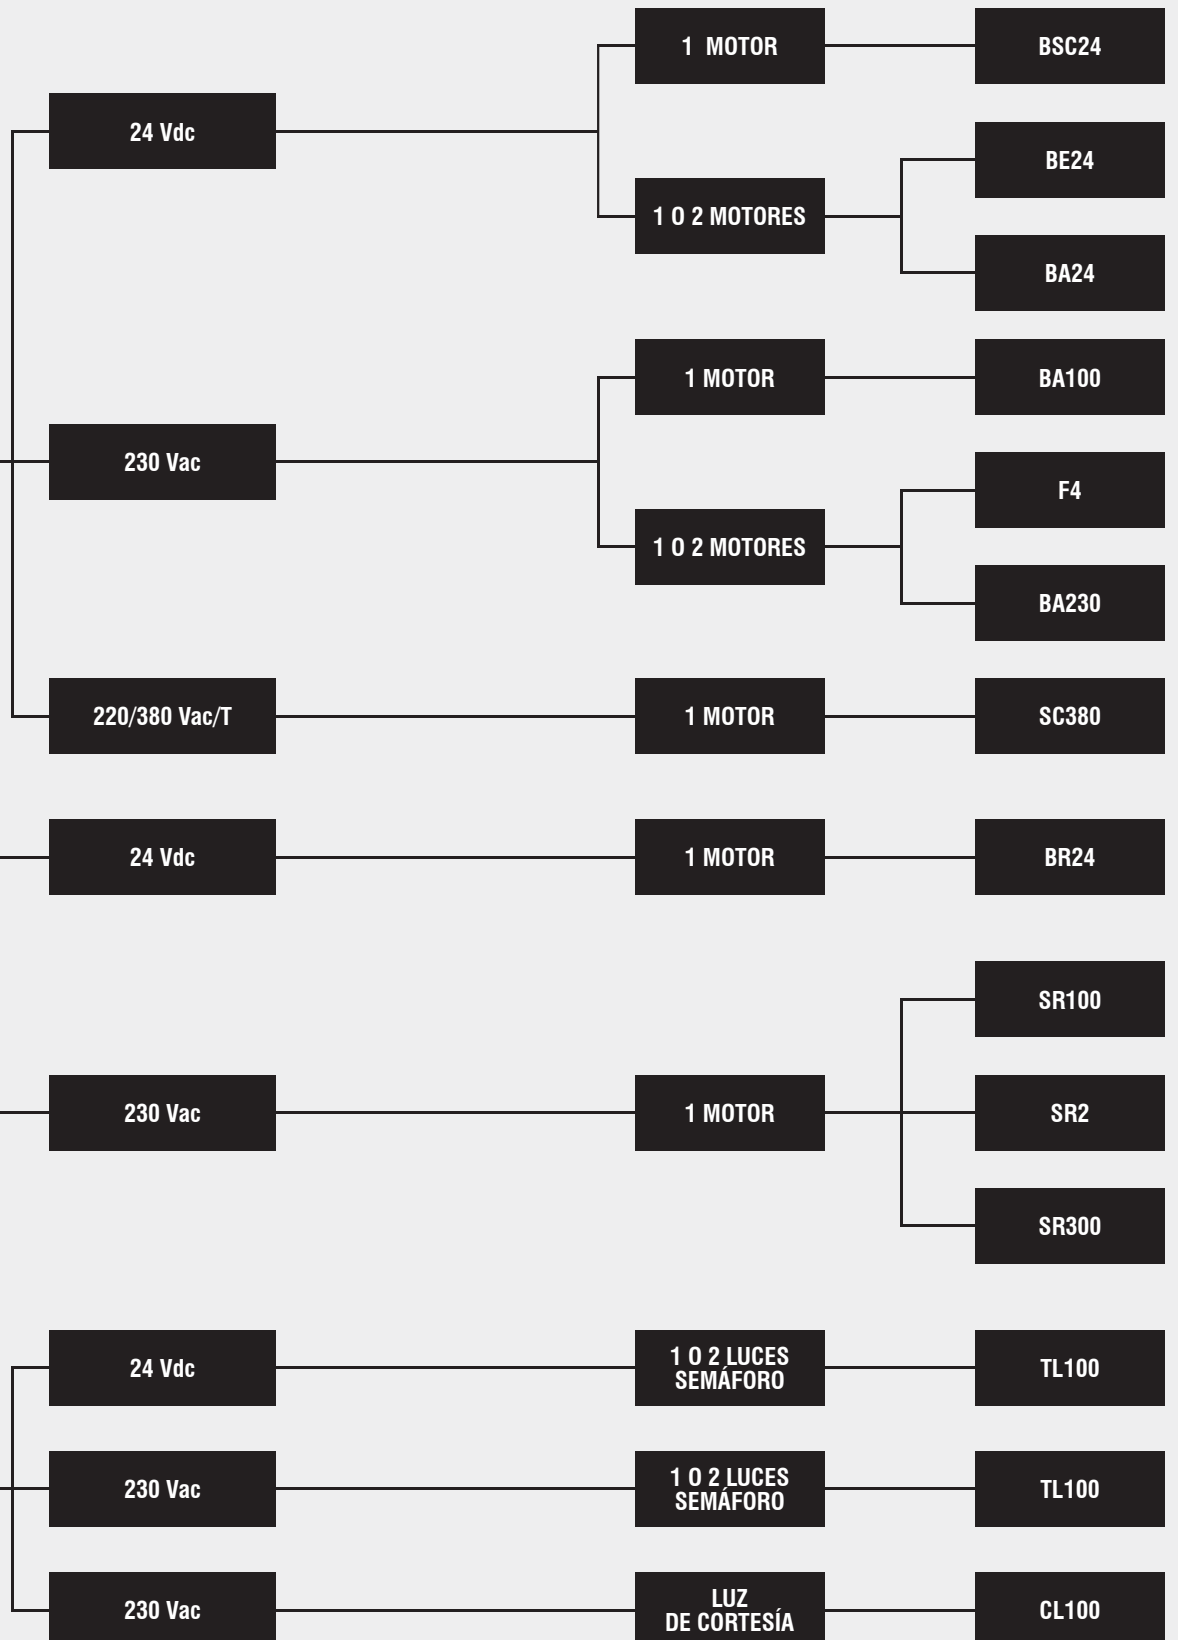 1 MOTOR
BSC24
24 Vdc
BE24
1 O 2 MOTORES
BA24
1 MOTOR
BA100
230 Vac
F4
1 O 2 MOTORES
BA230
220/380 Vac/T
1 MOTOR
SC380
24 Vdc
1 MOTOR
BR24
SR100
230 Vac
1 MOTOR
SR2
SR300
24 Vdc
1 O 2 LUCES
SEMÁFORO
TL100
230 Vac
1 O 2 LUCES
SEMÁFORO
TL100
230 Vac
LUZ
DE CORTESÍA
CL100